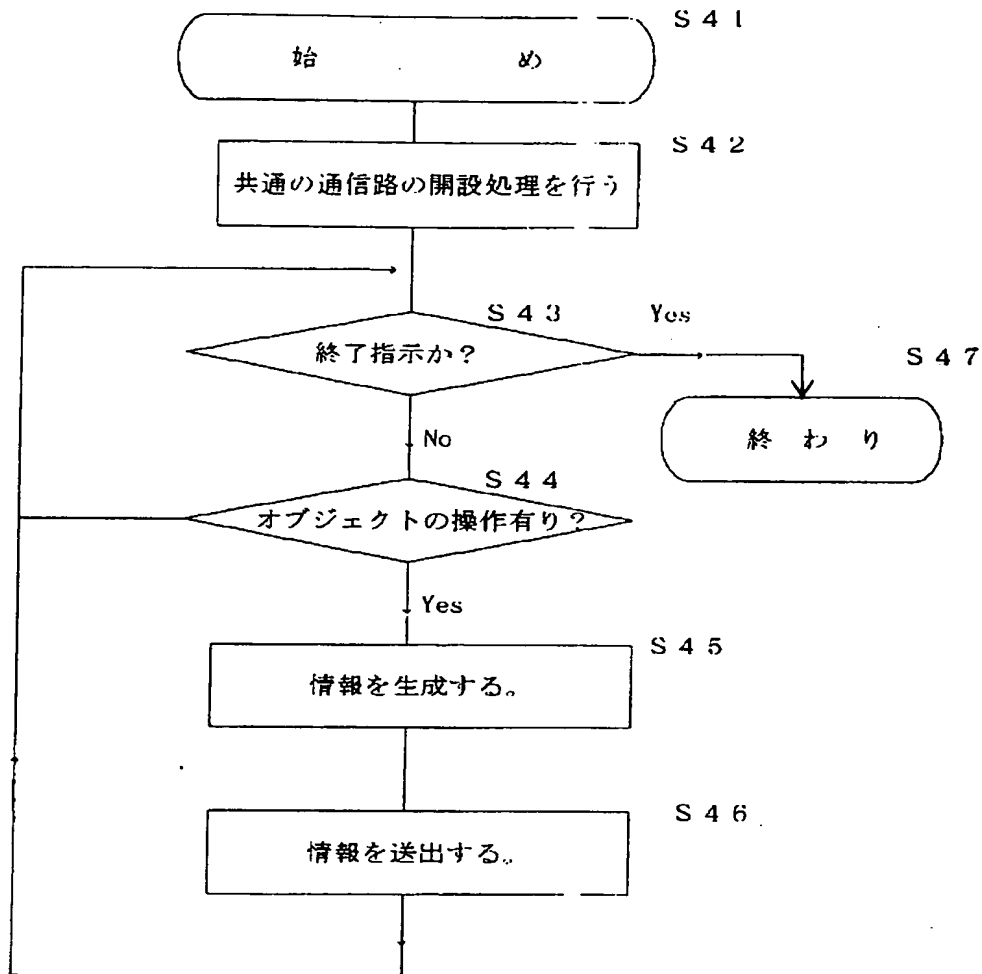 S41
始め
S42
共通の通信路の開設処理を行う
S43
Yes
終了指示か?
S47
終わり
No
S44
オブジェクトの操作有り?
Yes
S45
情報を生成する。
S46
情報を送出する。